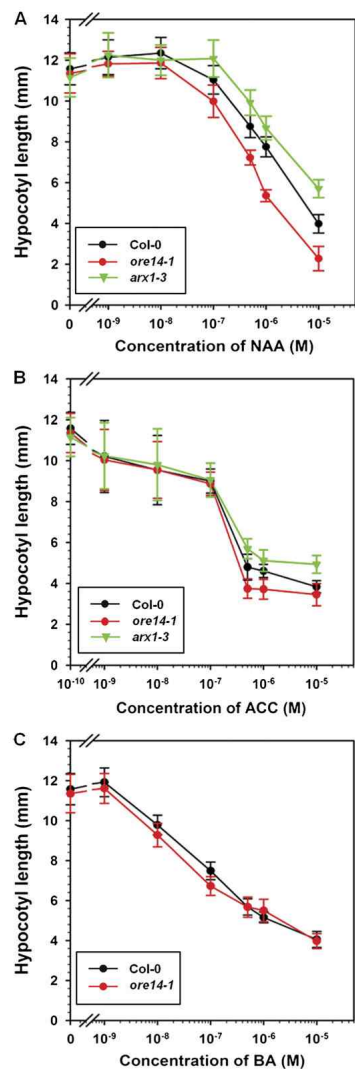 A
14
12
10
8
6
4
2
0
Hypocotyl length (mm)
Col-0
ore14-1
arx1-3
0 10⁻⁹ 10⁻⁸ 10⁻⁷ 10⁻⁶ 10⁻⁵
Concentration of NAA (M)
B
14
12
10
8
6
4
2
0
Hypocotyl length (mm)
Col-0
ore14-1
arx1-3
10⁻¹⁰ 10⁻⁹ 10⁻⁸ 10⁻⁷ 10⁻⁶ 10⁻⁵
Concentration of ACC (M)
C
14
12
10
8
6
4
2
0
Hypocotyl length (mm)
Col-0
ore14-1
0 10⁻⁹ 10⁻⁸ 10⁻⁷ 10⁻⁶ 10⁻⁵
Concentration of BA (M)